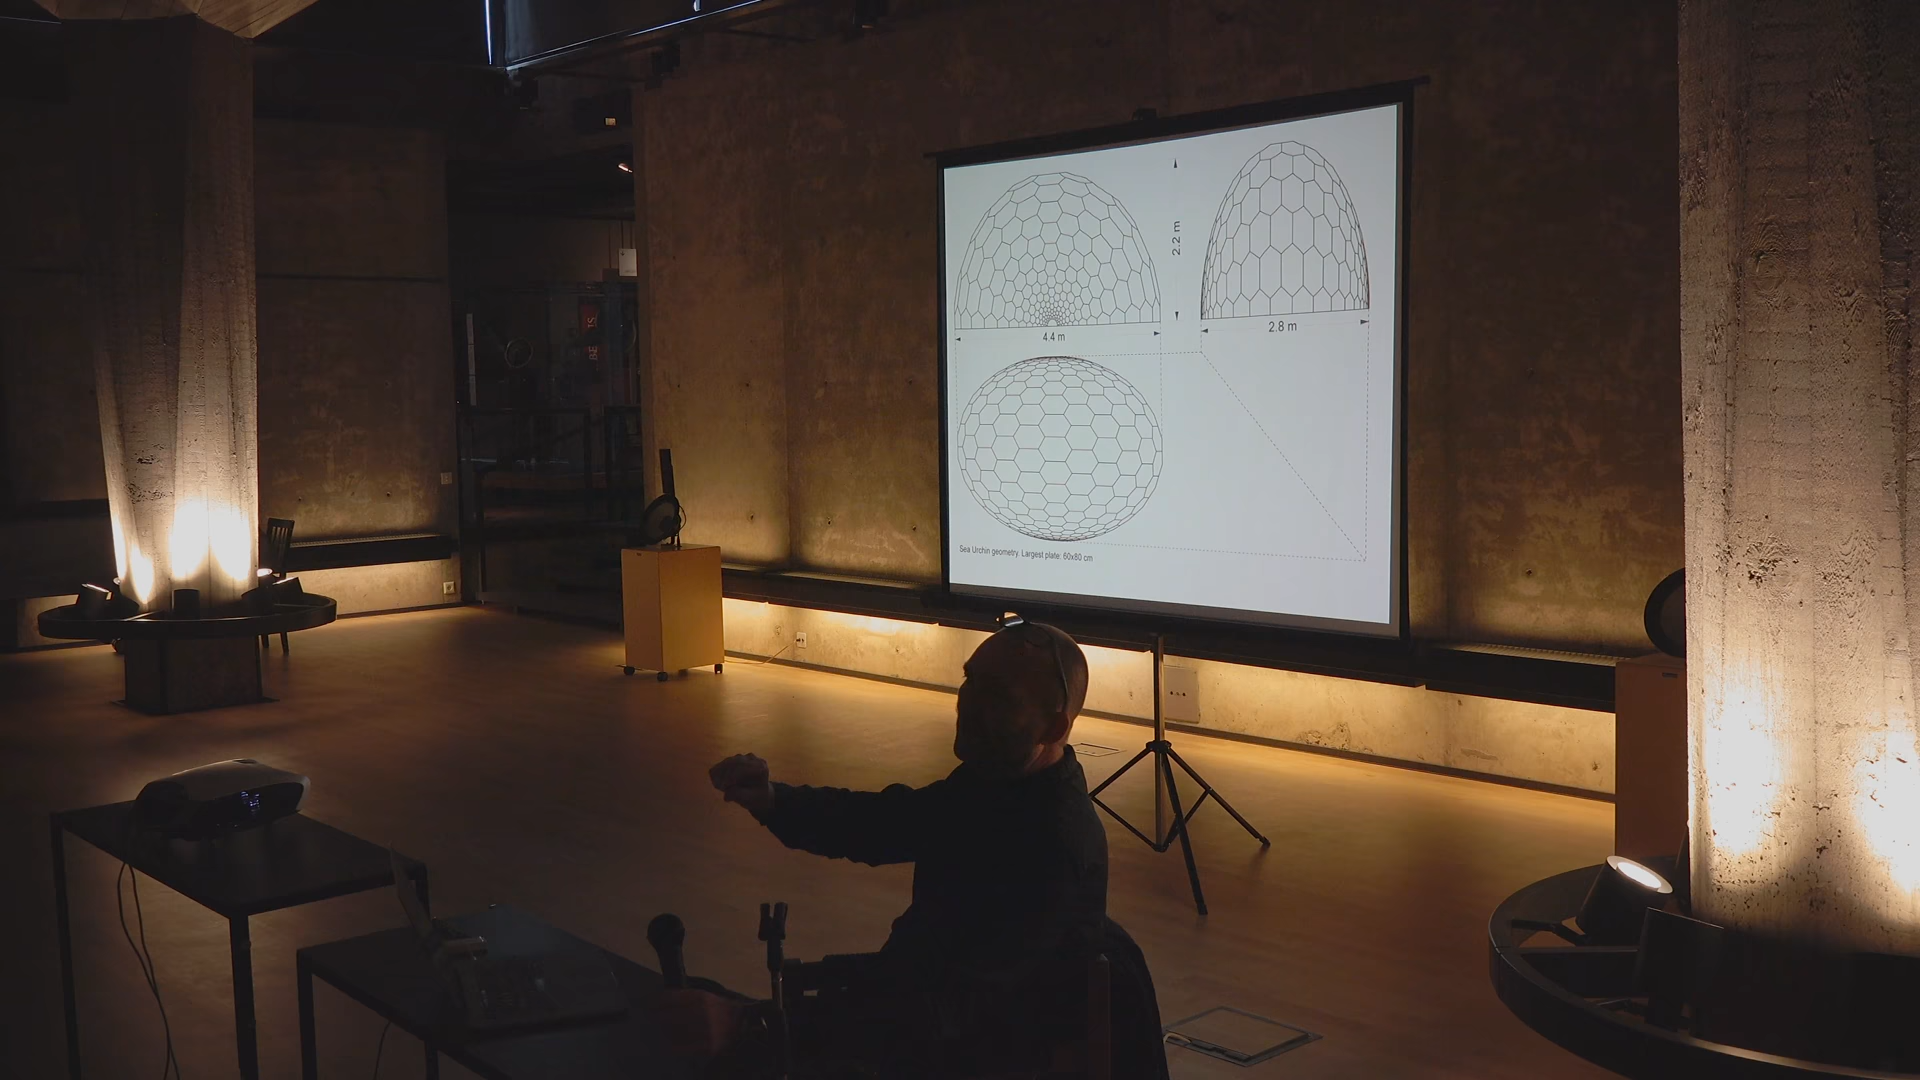 2.2 m
4.4 m
2.8 m
Sea Urchin geometry. Largest plate: 60x80 cm